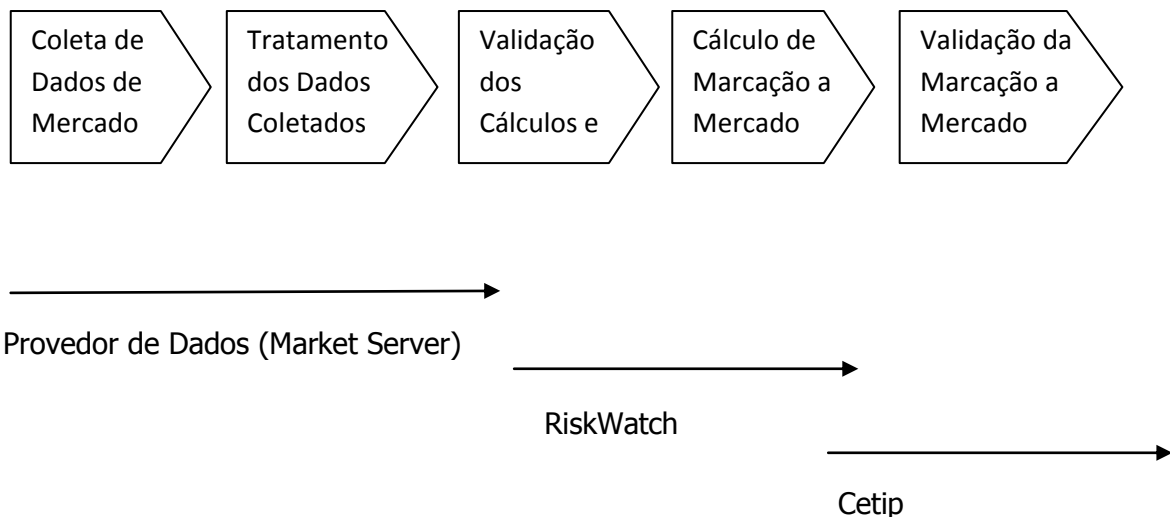 Coleta de
Dados de
Mercado
Tratamento
dos Dados
Coletados
Validação
dos
Cálculos e
Cálculo de
Marcação a
Mercado
Validação da
Marcação a
Mercado
Provedor de Dados (Market Server)
RiskWatch
Cetip